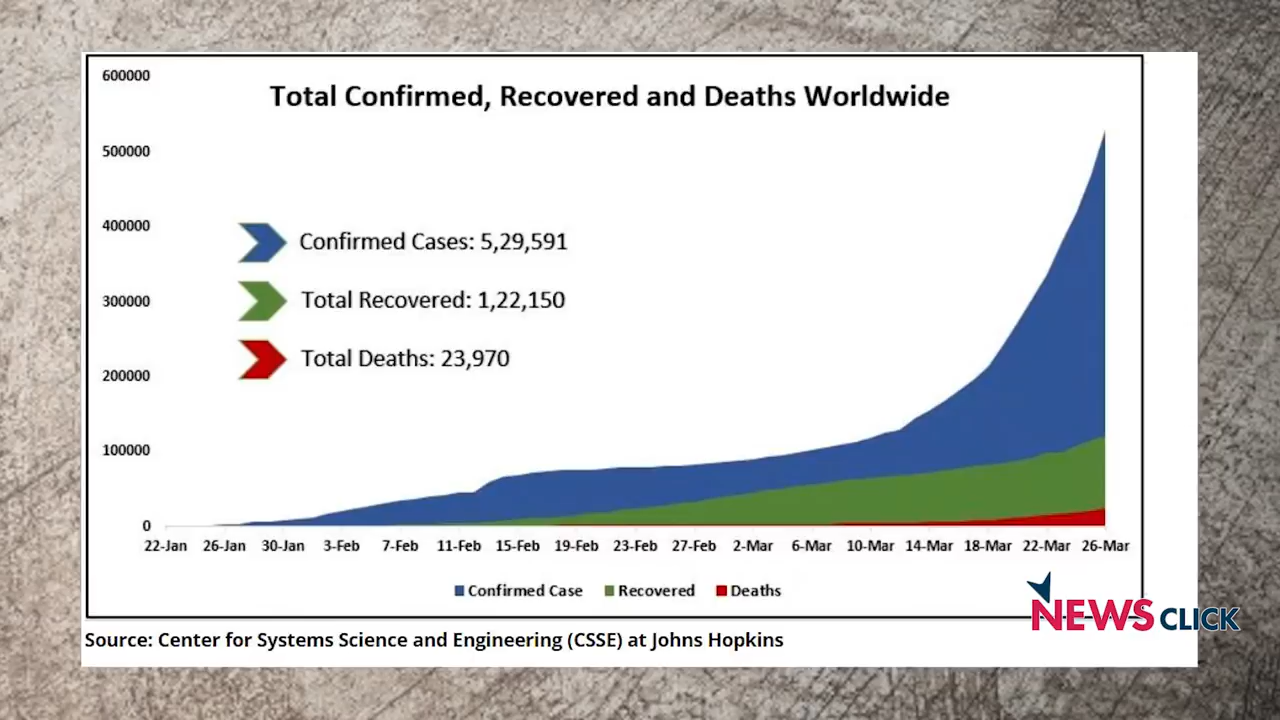 Total Confirmed, Recovered and Deaths Worldwide
600000
500000
400000
300000
200000
100000
0
Confirmed Cases: 5,29,591
Total Recovered: 1,22,150
Total Deaths: 23,970
22-Jan 26-Jan 30-Jan 3-Feb 7-Feb 11-Feb 15-Feb 19-Feb 23-Feb 27-Feb 2-Mar 6-Mar 10-Mar 14-Mar 18-Mar 22-Mar 26-Mar
Confirmed Case Recovered Deaths
NEWSCLICK
Source: Center for Systems Science and Engineering (CSSE) at Johns Hopkins